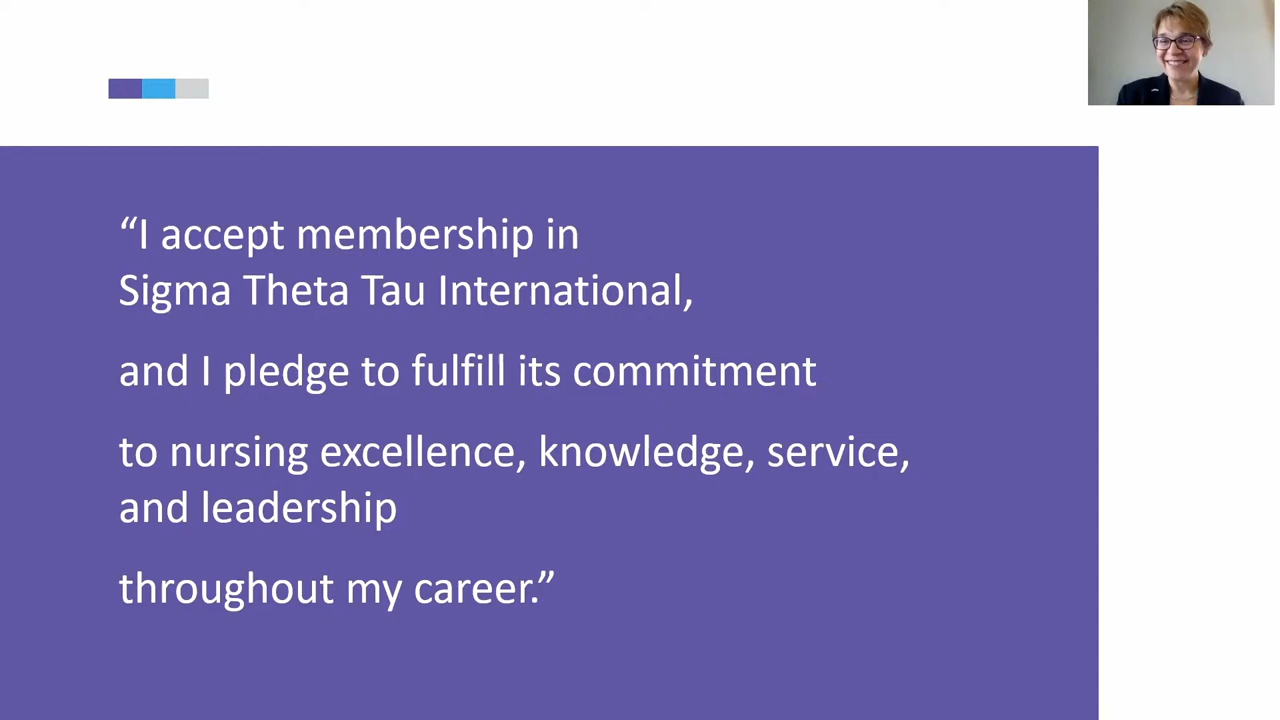 “I accept membership in
Sigma Theta Tau International,
and I pledge to fulfill its commitment
to nursing excellence, knowledge, service,
and leadership
throughout my career.”